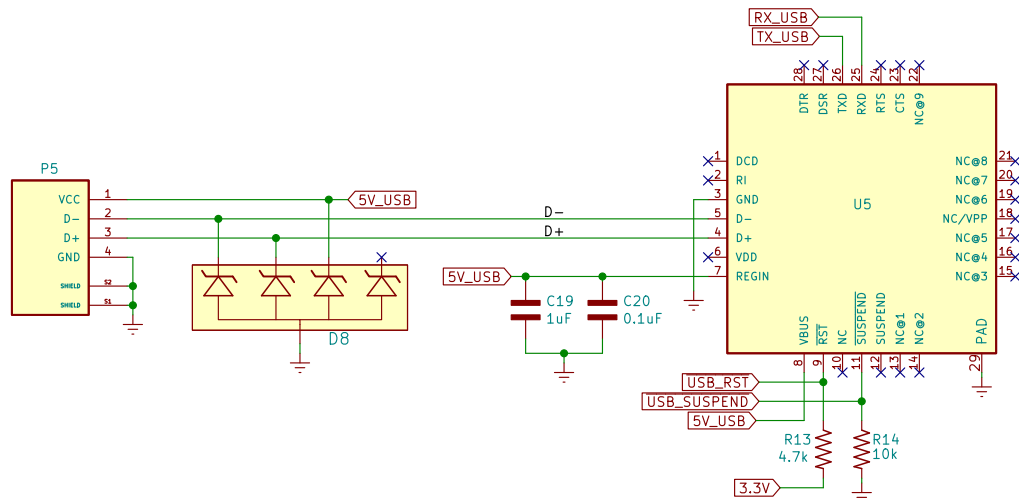 RX_USB
TX_USB
28
27
26
25
24
23
22
DTR
DSR
TXD
RXD
RTS
CTS
NC@9
P5
VCC 1
D- 2
D+ 3
GND 4
SHIELD S2
SHIELD S1
5V_USB
D-
D+
D8
5V_USB
C19
1uF
C20
0.1uF
U5
1 DCD
2 RI
3 GND
5 D-
4 D+
6 VDD
7 REGIN
NC@8 21
NC@7 20
NC@6 19
NC/VPP 18
NC@5 17
NC@4 16
NC@3 15
VBUS
RST
NC
SUSPEND
SUSPEND
NC@1
NC@2
PAD
8
9
10
11
12
13
14
29
USB_RST
USB_SUSPEND
5V_USB
R13
4.7k
R14
10k
3.3V